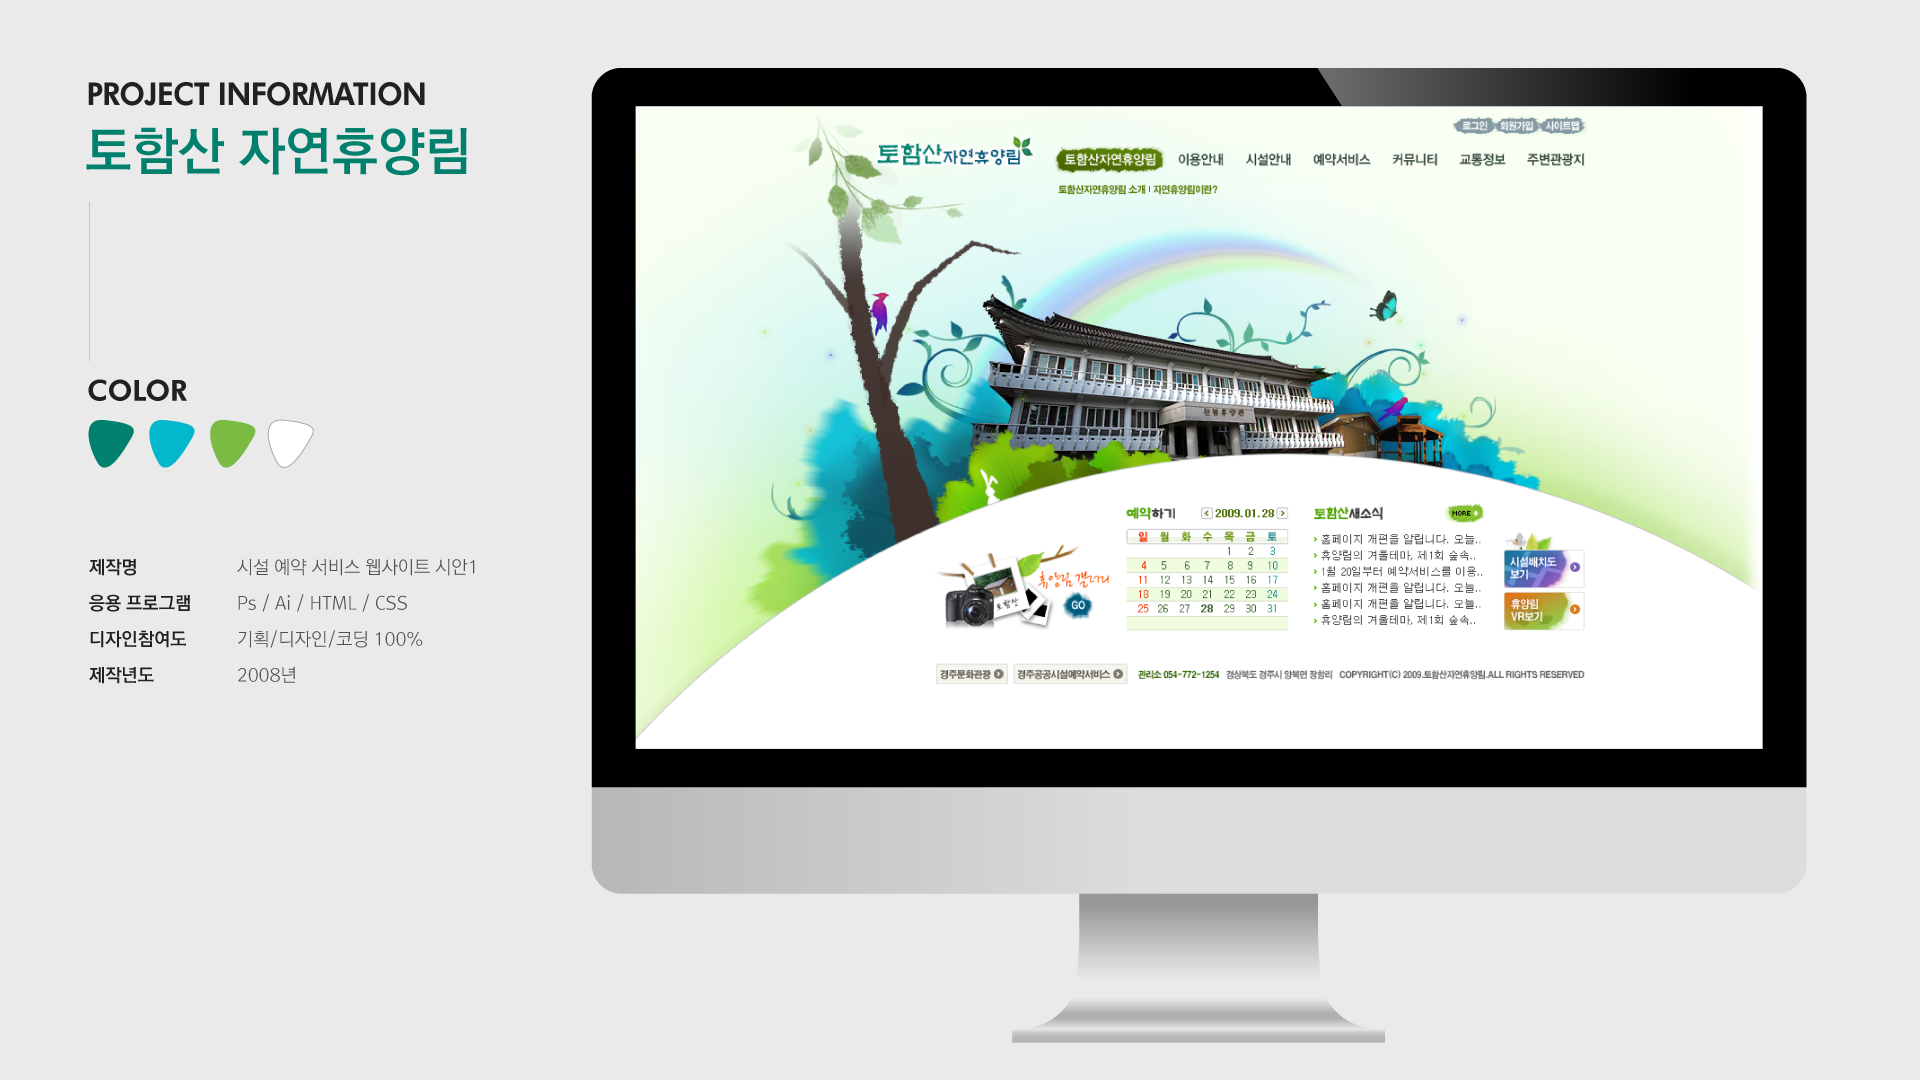 PROJECT INFORMATION
토함산 자연휴양림
COLOR
제작명 시설 예약 서비스 웹사이트 시안1
응용 프로그램 Ps / Ai / HTML / CSS
디자인참여도 기획/디자인/코딩 100%
제작년도 2008년
로그인 회원가입 사이트맵
토함산자연휴양림
토함산자연휴양림 이용안내 시설안내 예약서비스 커뮤니티 교통정보 주변관광지
토함산자연휴양림 소개 | 자연휴양림이란?
휴양림 갤러리
GO
토함산
예약하기 < 2009.01.28 >
일 월 화 수 목 금 토
1 2 3
4 5 6 7 8 9 10
11 12 13 14 15 16 17
18 19 20 21 22 23 24
25 26 27 28 29 30 31
토함산새소식 MORE +
홈페이지 개편을 알립니다. 오늘..
휴양림의 겨울테마, 제1회 숲속..
1월 20일부터 예약서비스를 이용..
홈페이지 개편을 알립니다. 오늘..
홈페이지 개편을 알립니다. 오늘..
휴양림의 겨울테마, 제1회 숲속..
시설배치도
보기
휴양림
VR보기
경주문화관광 경주공공시설예약서비스 관리소 054-772-1254 경상북도 경주시 양북면 장항리 COPYRIGHT(C) 2009.토함산자연휴양림.ALL RIGHTS RESERVED